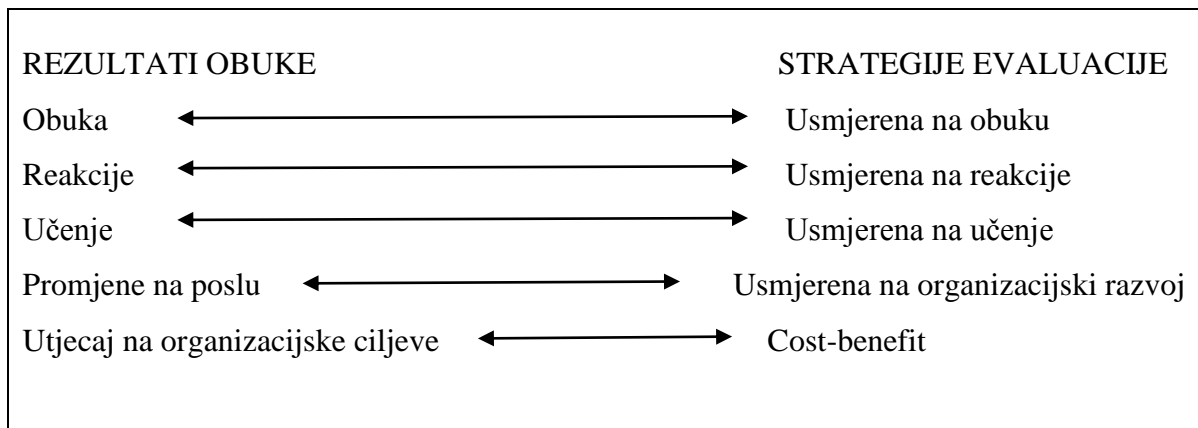 REZULTATI OBUKE STRATEGIJE EVALUACIJE
Obuka Usmjerena na obuku
Reakcije Usmjerena na reakcije
Učenje Usmjerena na učenje
Promjene na poslu Usmjerena na organizacijski razvoj
Utjecaj na organizacijske ciljeve Cost-benefit